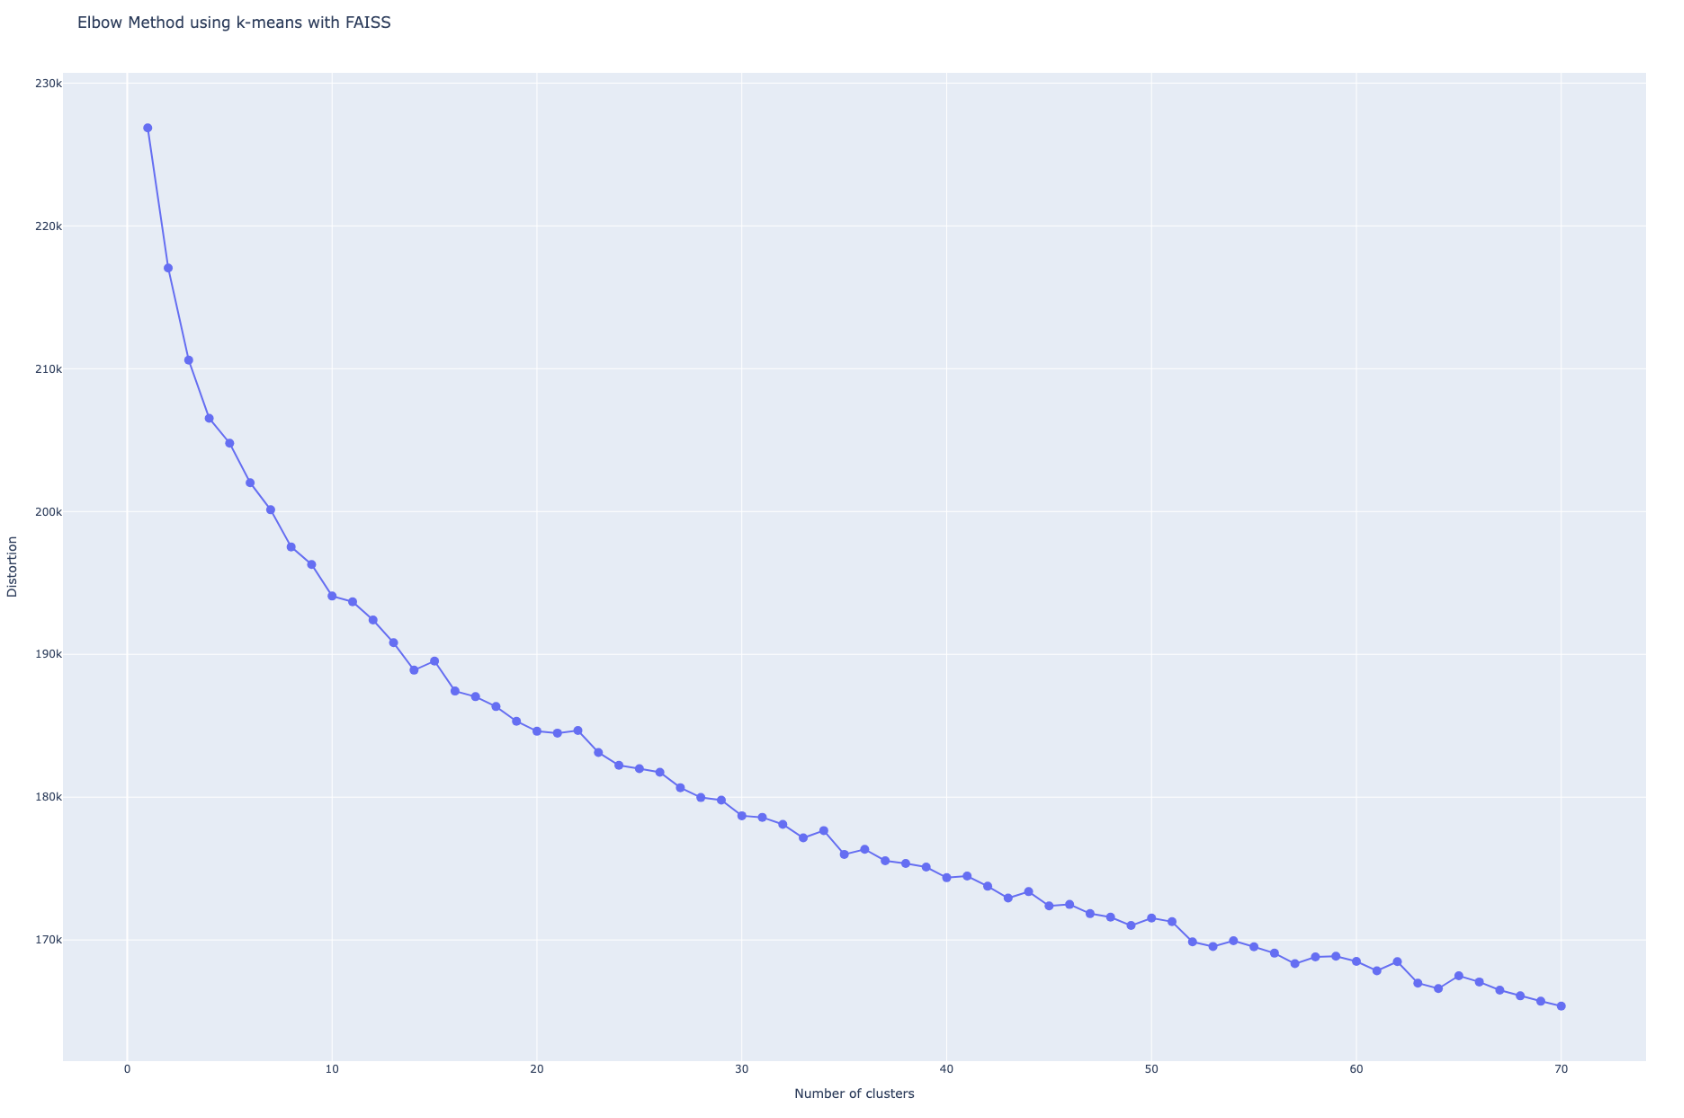 Elbow Method using k-means with FAISS
230k
220k
210k
200k
190k
180k
170k
Distortion
0 10 20 30 40 50 60 70
Number of clusters